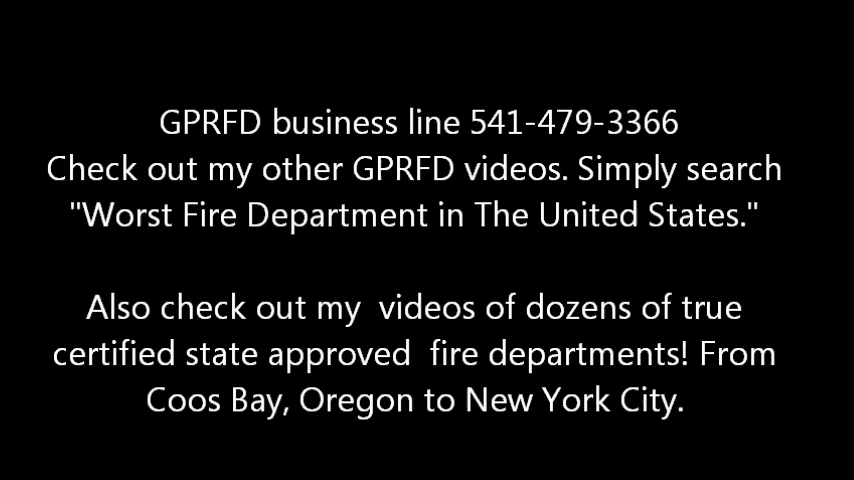 GPRFD business line 541-479-3366
Check out my other GPRFD videos. Simply search
"Worst Fire Department in The United States."
Also check out my  videos of dozens of true
certified state approved  fire departments! From
Coos Bay, Oregon to New York City.